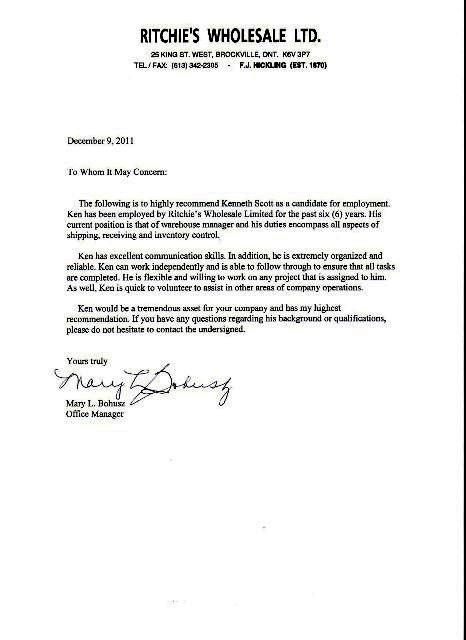 RITCHIE'S WHOLESALE LTD.
25 KING ST. WEST, BROCKVILLE, ONT. K6V 3P7
TEL / FAX: (613) 342-2305 - F.J. HICKLING (EST. 1870)
December 9, 2011
To Whom It May Concern:
The following is to highly recommend Kenneth Scott as a candidate for employment.
Ken has been employed by Ritchie's Wholesale Limited for the past six (6) years. His
current position is that of warehouse manager and his duties encompass all aspects of
shipping, receiving and inventory control.
Ken has excellent communication skills. In addition, he is extremely organized and
reliable. Ken can work independently and is able to follow through to ensure that all tasks
are completed. He is flexible and willing to work on any project that is assigned to him.
As well, Ken is quick to volunteer to assist in other areas of company operations.
Ken would be a tremendous asset for your company and has my highest
recommendation. If you have any questions regarding his background or qualifications,
please do not hesitate to contact the undersigned.
Yours truly
Mary L Bohusz
Mary L. Bohusz
Office Manager